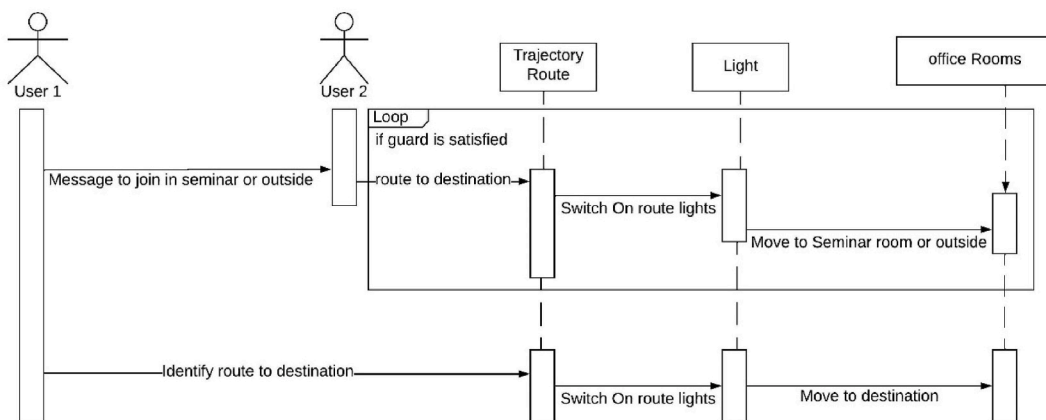 User 1
User 2
Trajectory
Route
Light
office Rooms
Loop
if guard is satisfied
Message to join in seminar or outside
route to destination
Switch On route lights
Move to Seminar room or outside
Identify route to destination
Switch On route lights
Move to destination